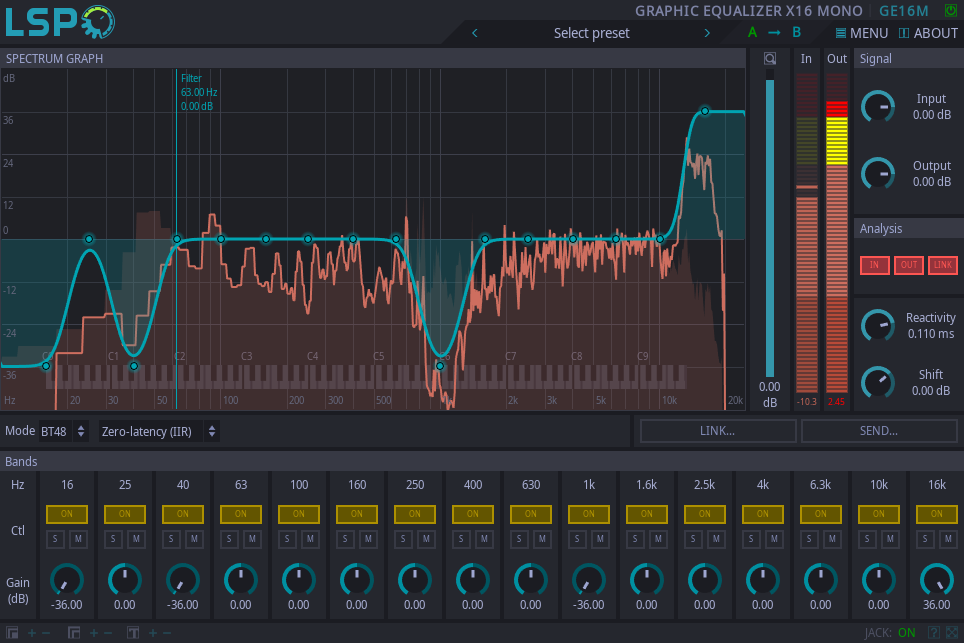 LSP
GRAPHIC EQUALIZER X16 MONO GE16M
Select preset
A → B
MENU
ABOUT
SPECTRUM GRAPH
In Out
Signal
dB
36
24
12
0
-12
-24
-36
Filter
63.00 Hz
0.00 dB
C1 C2 C3 C4 C5 C7 C8 C9
Hz 20 30 50 100 200 300 500 2k 3k 5k 10k 20k
0.00
dB
-10.3 2.45
Input
0.00 dB
Output
0.00 dB
Analysis
IN OUT LINK
Reactivity
0.110 ms
Shift
0.00 dB
Mode BT48 Zero-latency (IIR)
LINK... SEND...
Bands
Hz 16 25 40 63 100 160 250 400 630 1k 1.6k 2.5k 4k 6.3k 10k 16k
ON ON ON ON ON ON ON ON ON ON ON ON ON ON ON ON
Ctl S M S M S M S M S M S M S M S M S M S M S M S M S M S M S M S M
Gain
(dB)
-36.00 0.00 -36.00 0.00 0.00 0.00 0.00 0.00 0.00 -36.00 0.00 0.00 0.00 0.00 0.00 36.00
JACK: ON